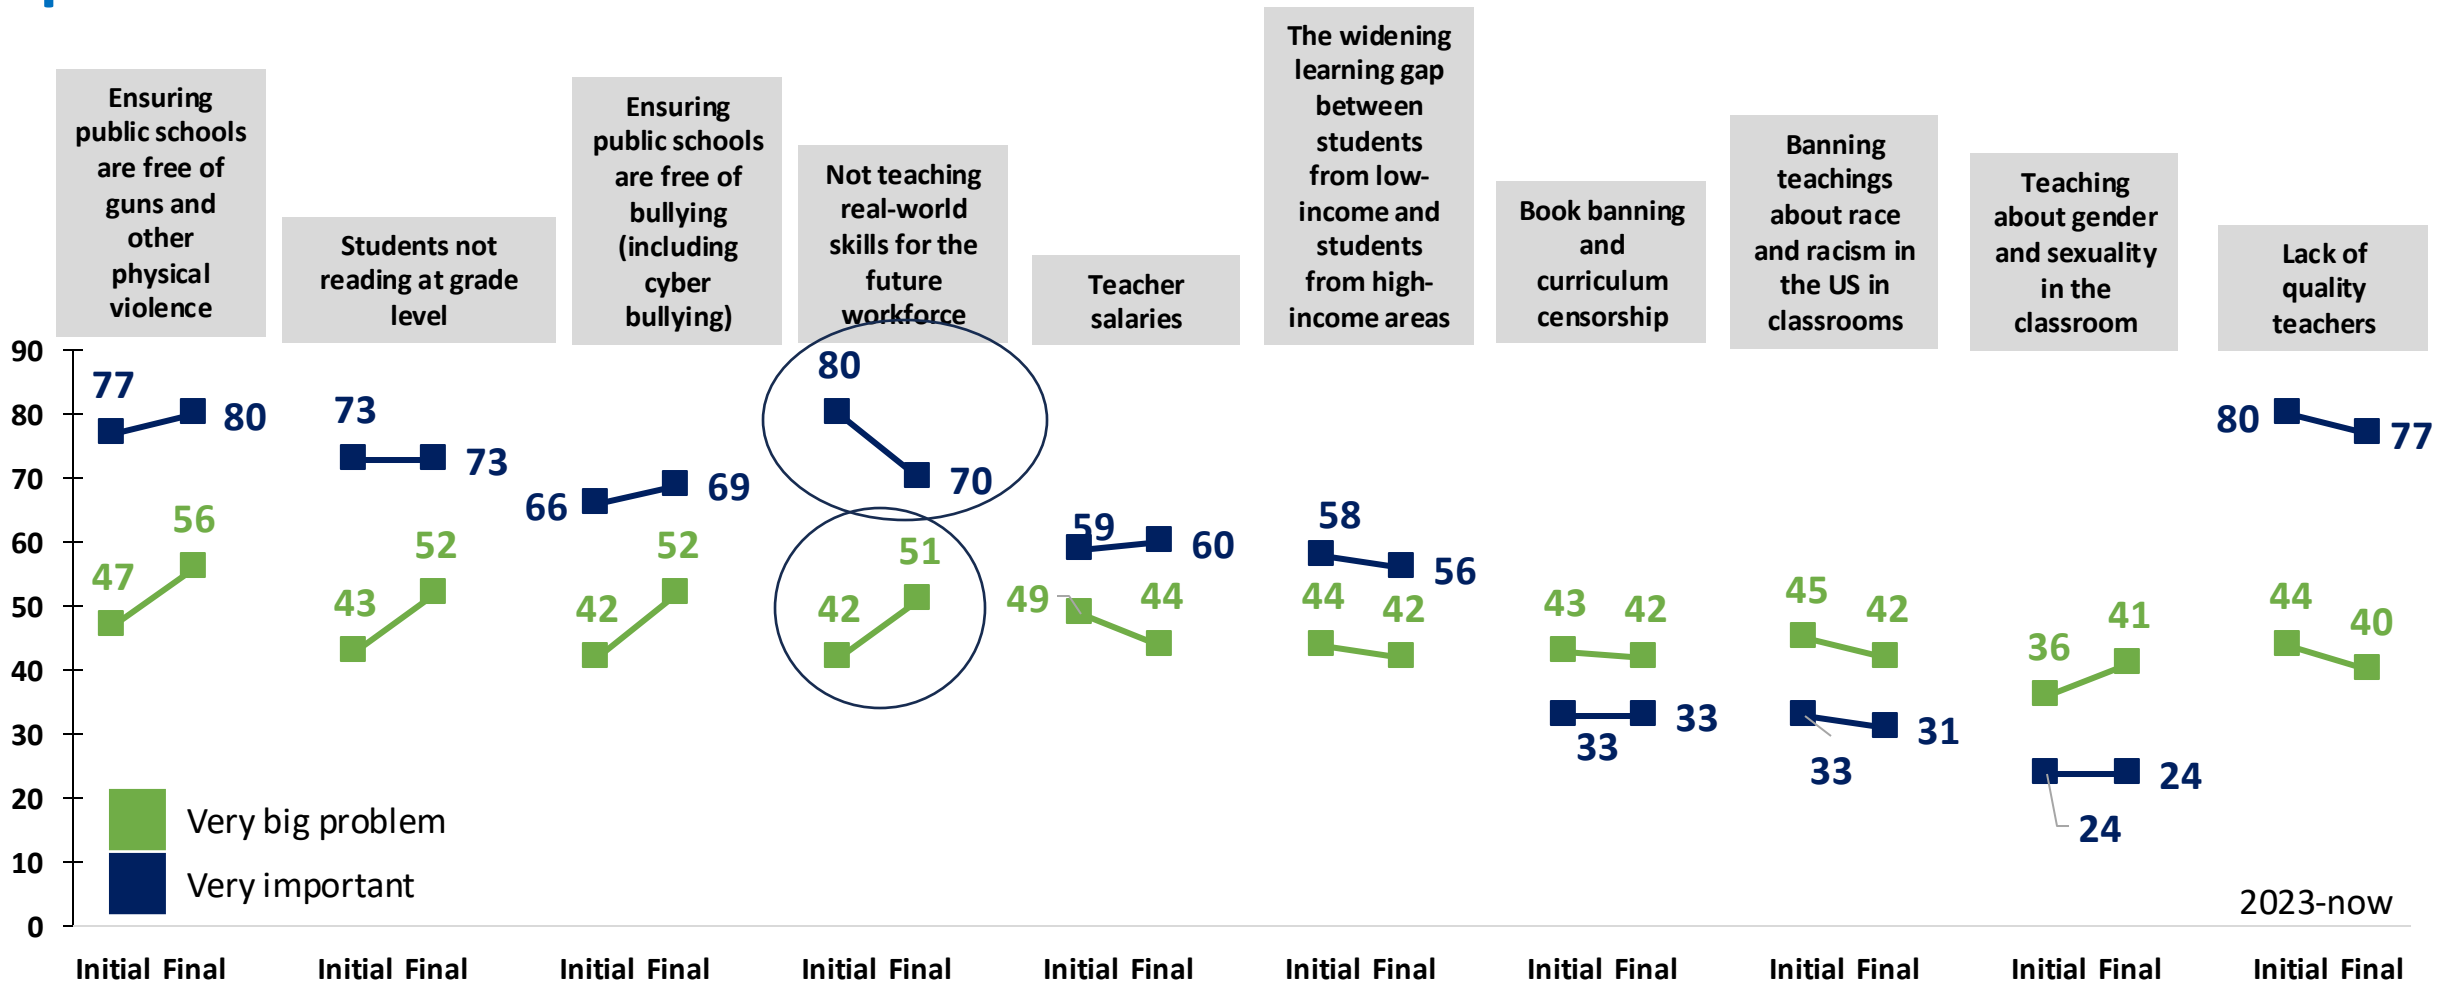 Ensuring
public schools
are free of
guns and
other
physical
violence
Students not
reading at grade
level
Ensuring
public schools
are free of
bullying
(including
cyber
bullying)
Not teaching
real-world
skills for the
future
workforce
Teacher
salaries
The widening
learning gap
between
students
from low-
income and
students
from high-
income areas
Book banning
and
curriculum
censorship
Banning
teachings
about race
and racism in
the US in
classrooms
Teaching
about gender
and sexuality
in the
classroom
Lack of
quality
teachers
90
80
70
60
50
40
30
20
10
0
77
80
47
56
73
73
43
52
66
69
42
52
80
70
42
51
59
60
49
44
58
56
44
42
43
42
33
33
45
42
33
31
36
41
24
24
80
77
44
40
Very big problem
Very important
2023-now
Initial Final
Initial Final
Initial Final
Initial Final
Initial Final
Initial Final
Initial Final
Initial Final
Initial Final
Initial Final